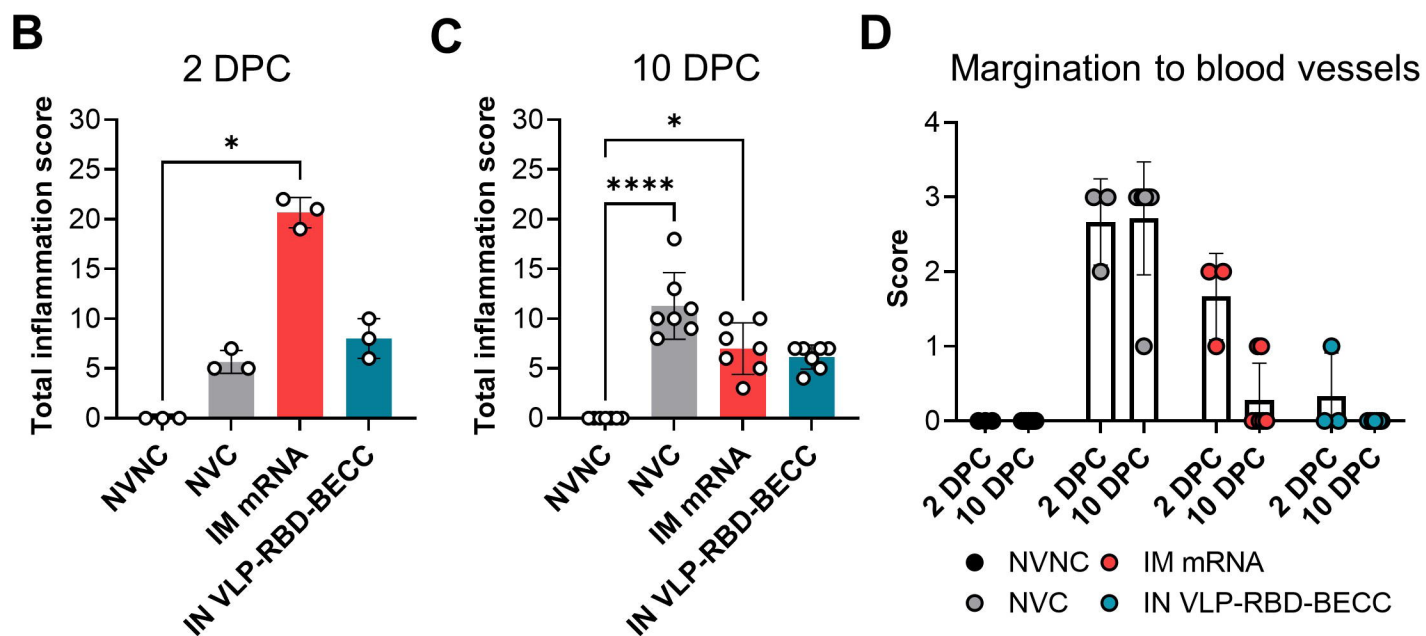 B
2 DPC
Total inflammation score
30
25
20
15
10
5
0
*
NVNC
NVC
IM mRNA
IN VLP-RBD-BECC
C
10 DPC
Total inflammation score
30
25
20
15
10
5
0
*
****
NVNC
NVC
IM mRNA
IN VLP-RBD-BECC
D
Margination to blood vessels
Score
4
3
2
1
0
2 DPC
10 DPC
2 DPC
10 DPC
2 DPC
10 DPC
2 DPC
10 DPC
NVNC
IM mRNA
NVC
IN VLP-RBD-BECC